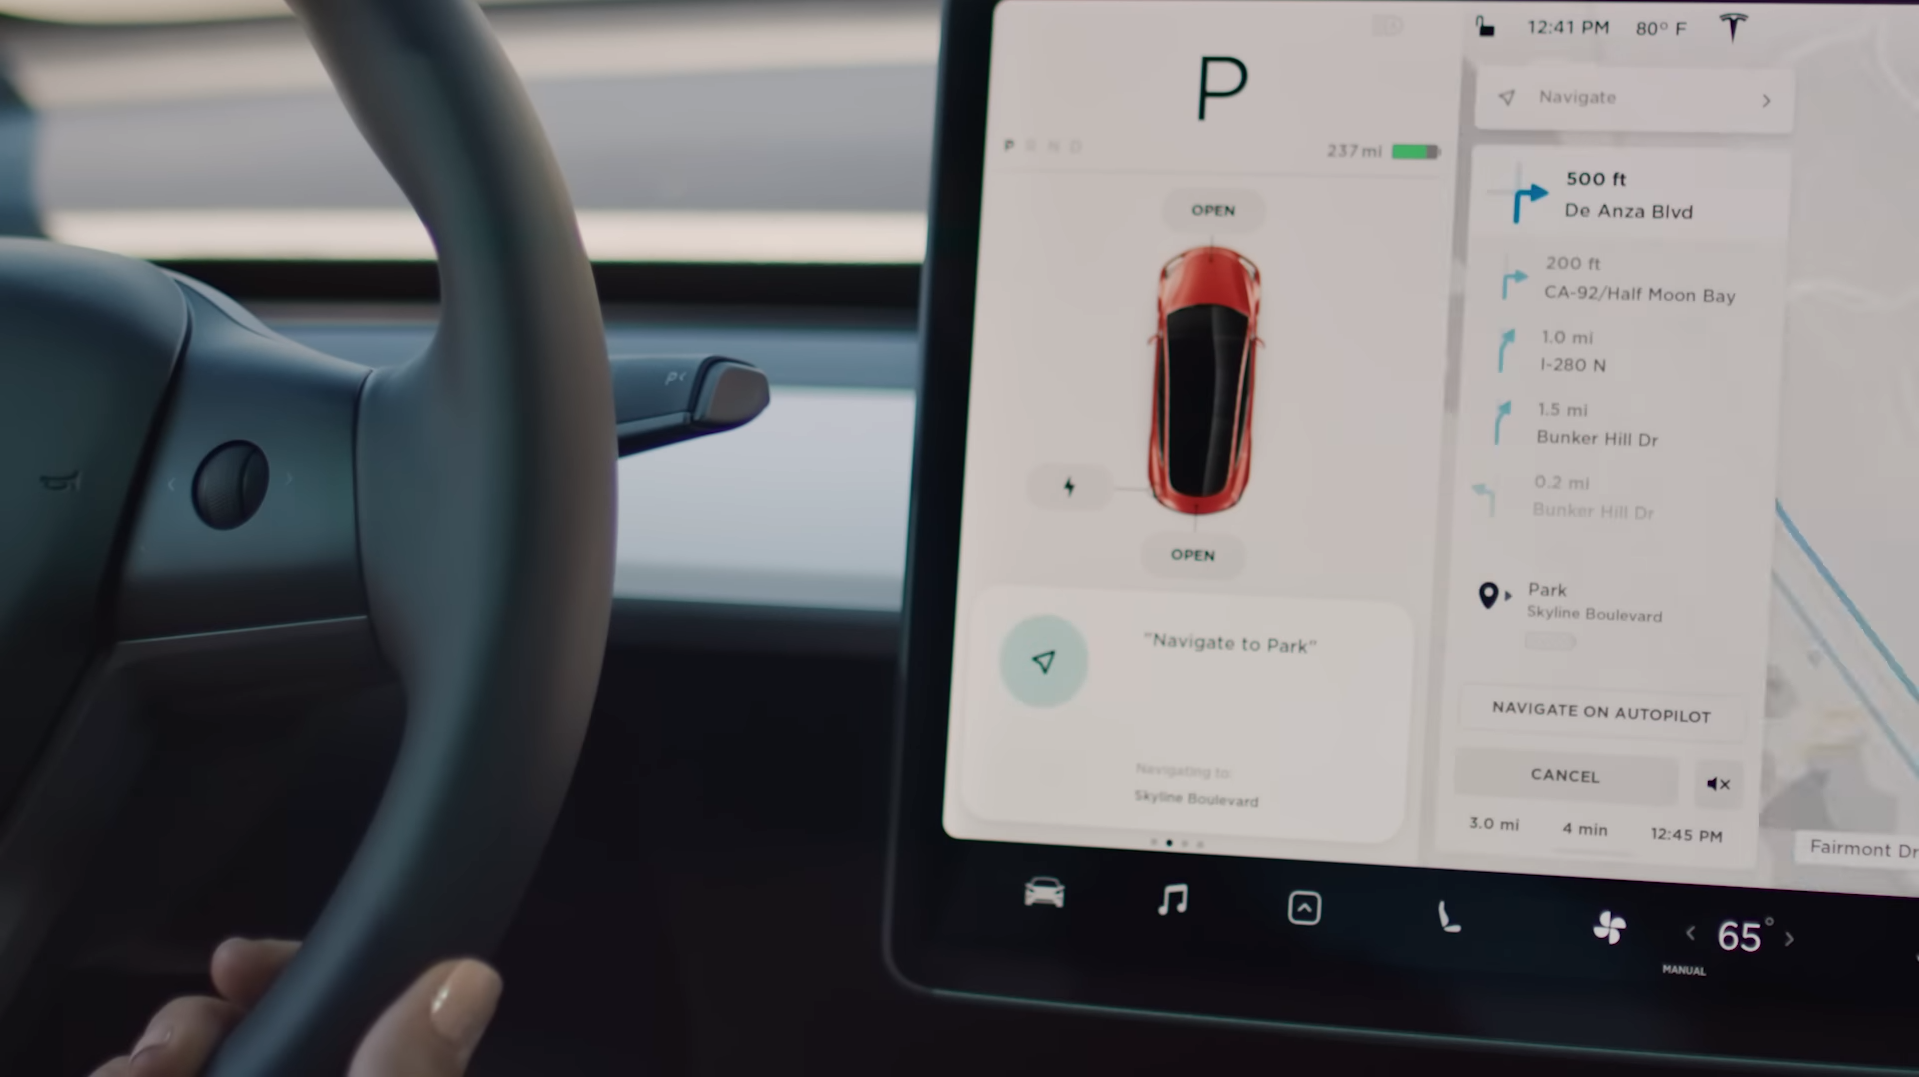 P
P R N D
237 mi
OPEN
OPEN
"Navigate to Park"
Navigating to:
Skyline Boulevard
12:41 PM 80° F
Navigate
500 ft
De Anza Blvd
200 ft
CA-92/Half Moon Bay
1.0 mi
I-280 N
1.5 mi
Bunker Hill Dr
0.2 mi
Bunker Hill Dr
Park
Skyline Boulevard
NAVIGATE ON AUTOPILOT
CANCEL
3.0 mi 4 min 12:45 PM
Fairmont Dr
65°
MANUAL
P